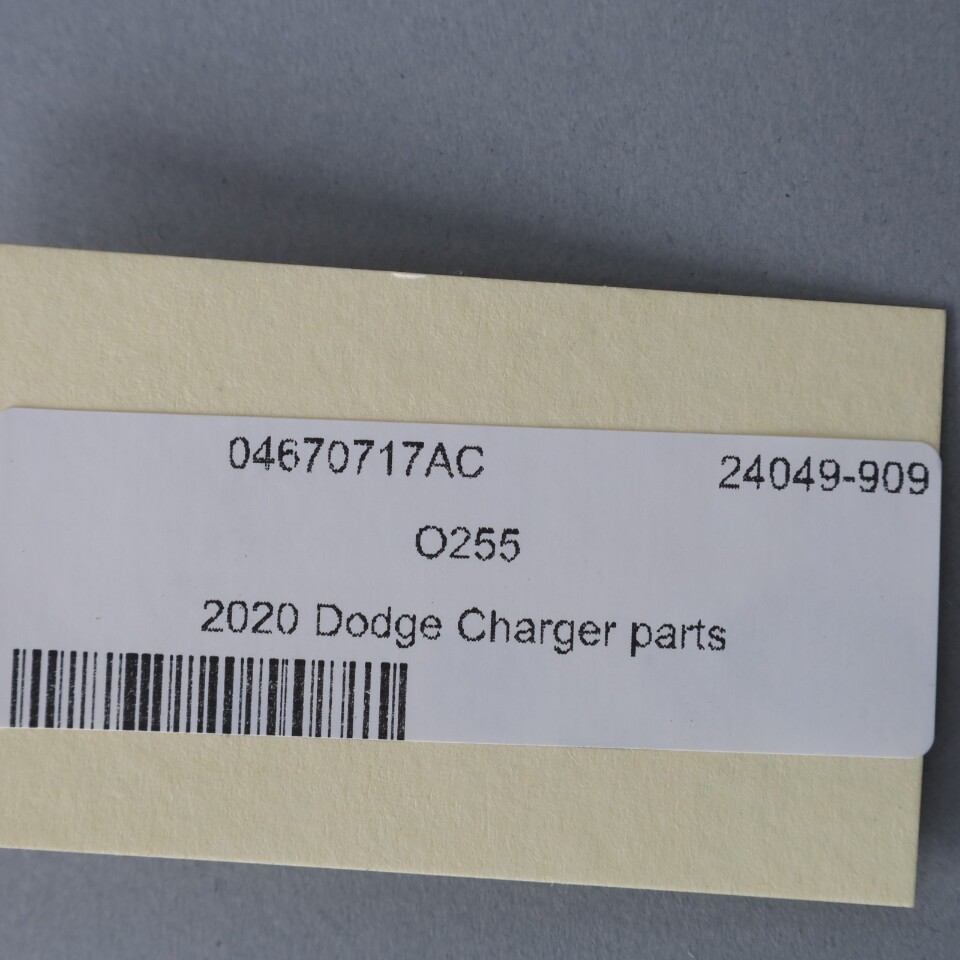 04670717AC 24049-909
O255
2020 Dodge Charger parts